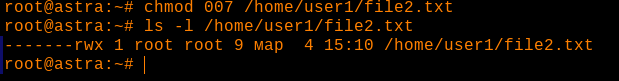 root@astra:~# chmod 007 /home/user1/file2.txt
root@astra:~# ls -l /home/user1/file2.txt
-------rwx 1 root root 9 мар  4 15:10 /home/user1/file2.txt
root@astra:~#